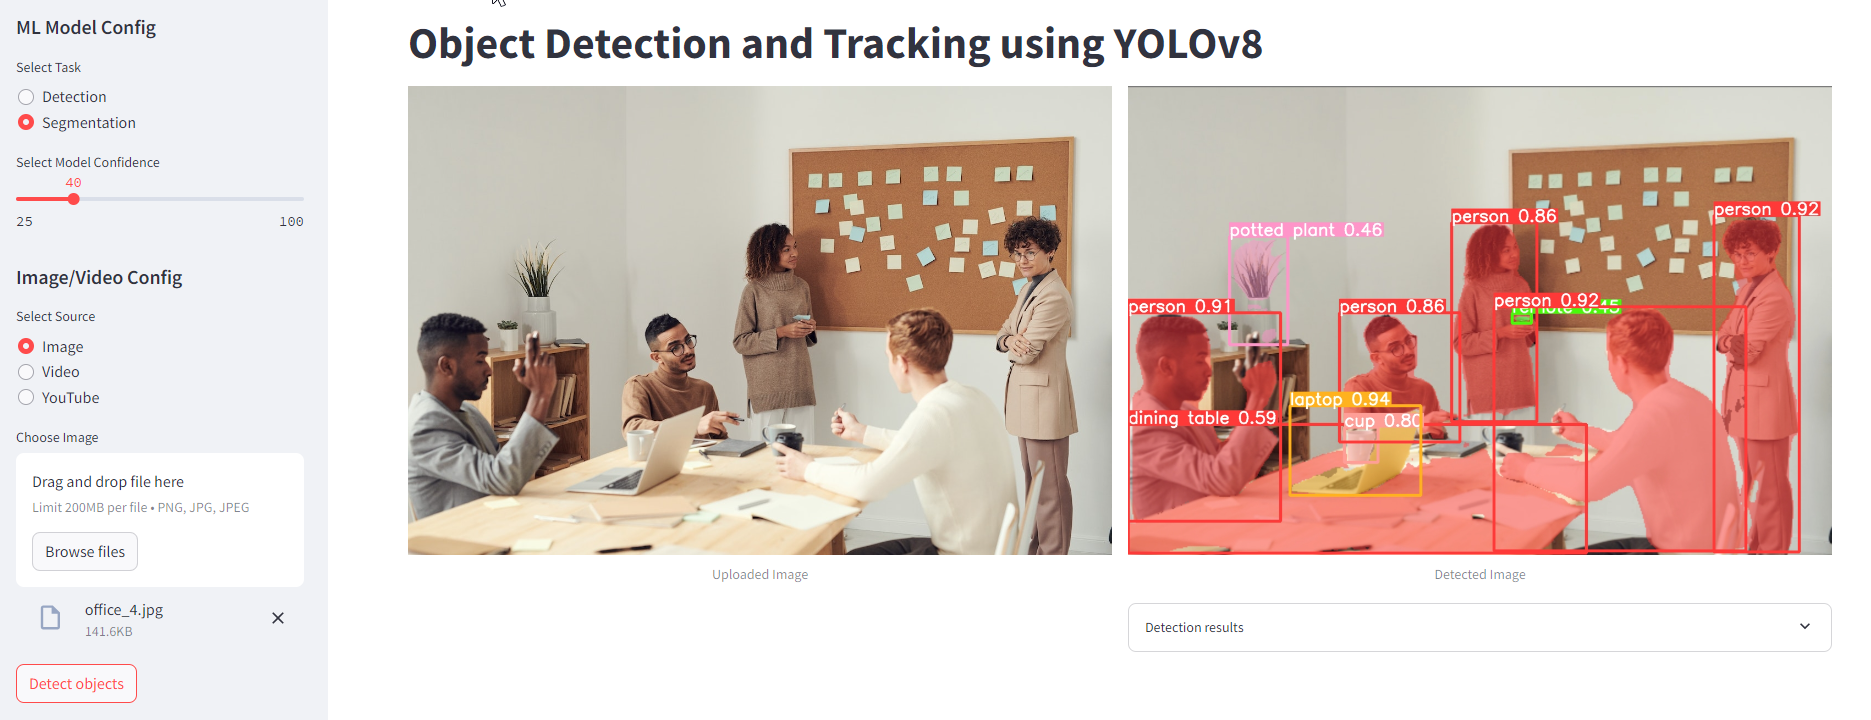 ML Model Config
Select Task
Detection
Segmentation
Select Model Confidence
40
25 100
Image/Video Config
Select Source
Image
Video
YouTube
Choose Image
Drag and drop file here
Limit 200MB per file • PNG, JPG, JPEG
Browse files
office_4.jpg
141.6KB
Detect objects
Object Detection and Tracking using YOLOv8
person 0.92
person 0.86
potted plant 0.46
person 0.92
remote 0.45
person 0.91
person 0.86
laptop 0.94
dining table 0.59
cup 0.80
Uploaded Image
Detected Image
Detection results